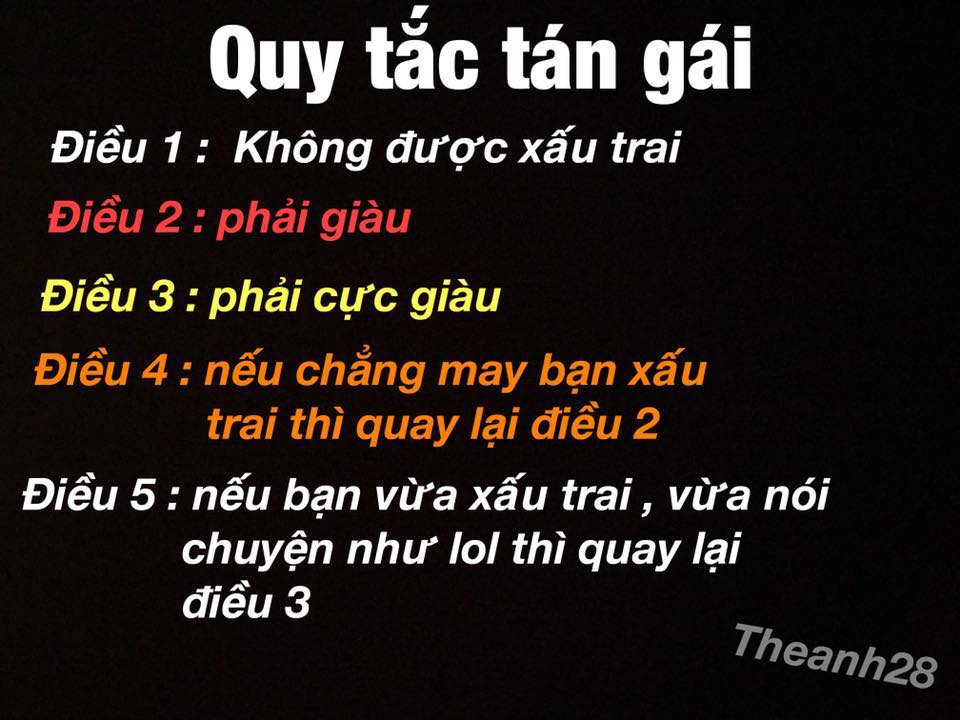 Quy tắc tán gái
Điều 1 : Không được xấu trai
Điều 2 : phải giàu
Điều 3 : phải cực giàu
Điều 4 : nếu chẳng may bạn xấu
trai thì quay lại điều 2
Điều 5 : nếu bạn vừa xấu trai , vừa nói
chuyện như lol thì quay lại
điều 3
Theanh28